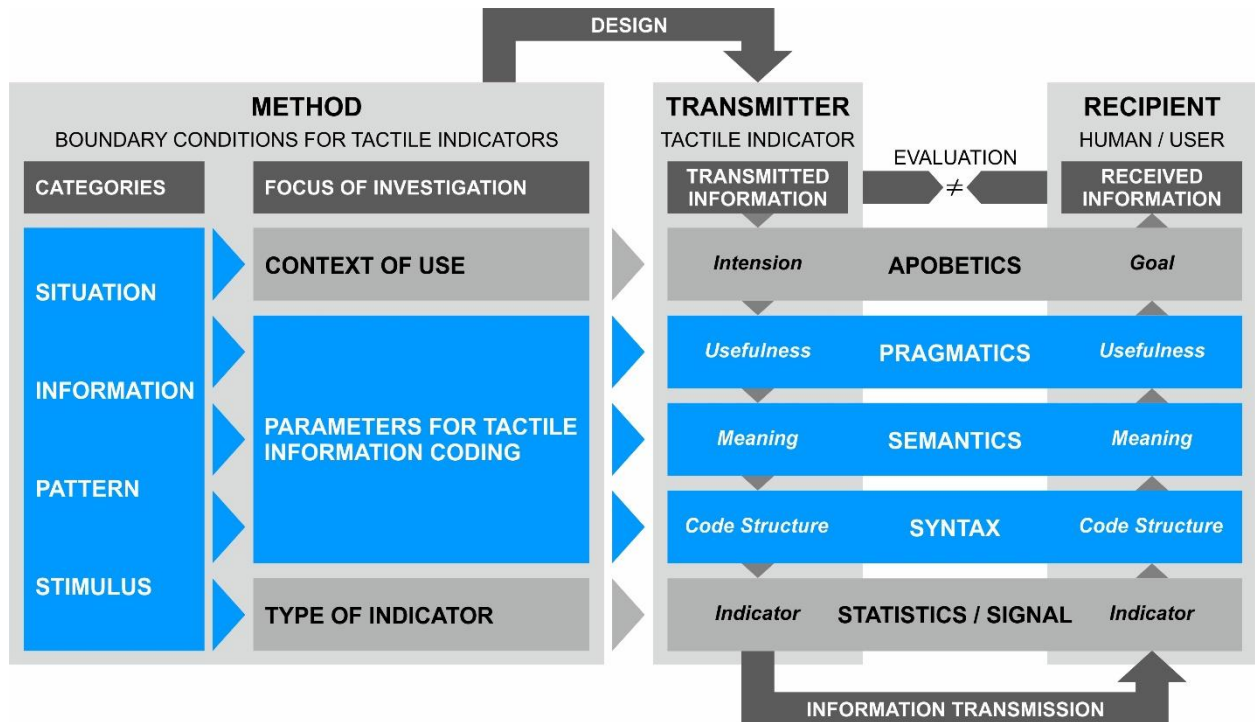 DESIGN
METHOD
BOUNDARY CONDITIONS FOR TACTILE INDICATORS
CATEGORIES
FOCUS OF INVESTIGATION
SITUATION
INFORMATION
PATTERN
STIMULUS
CONTEXT OF USE
PARAMETERS FOR TACTILE
INFORMATION CODING
TYPE OF INDICATOR
TRANSMITTER
TACTILE INDICATOR
TRANSMITTED
INFORMATION
EVALUATION
≠
RECIPIENT
HUMAN / USER
RECEIVED
INFORMATION
Intension APOBETICS Goal
Usefulness PRAGMATICS Usefulness
Meaning SEMANTICS Meaning
Code Structure SYNTAX Code Structure
Indicator STATISTICS / SIGNAL Indicator
INFORMATION TRANSMISSION